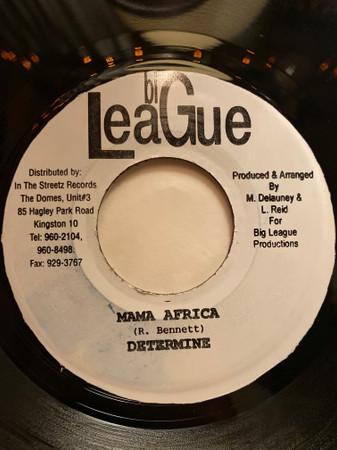 big
LeaGue
Distributed by:
In The Streetz Records
The Domes, Unit#3
85 Hagley Park Road
Kingston 10
Tel: 960-2104,
960-8498
Fax: 929-3767
Produced & Arranged
By
M. Delauney &
L. Reid
For
Big League
Productions
MAMA AFRICA
(R. Bennett)
DETERMINE